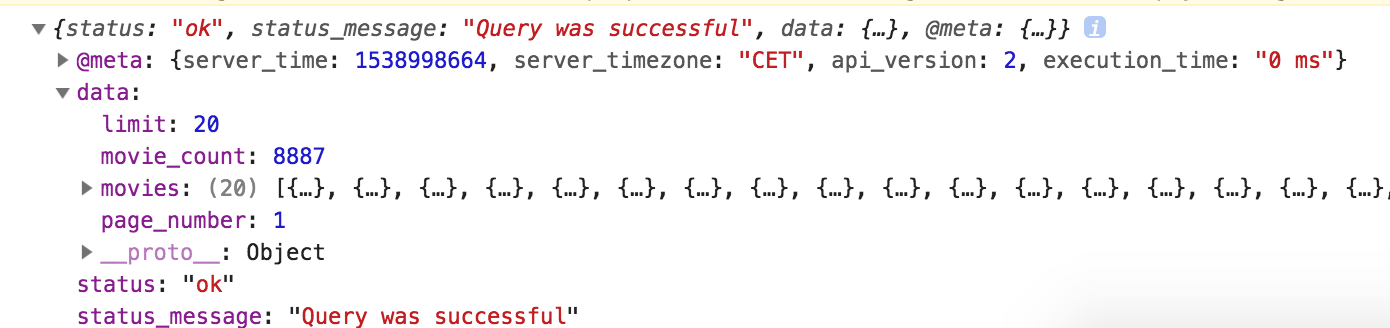 {status: "ok", status_message: "Query was successful", data: {…}, @meta: {…}} i
@meta: {server_time: 1538998664, server_timezone: "CET", api_version: 2, execution_time: "0 ms"}
data:
limit: 20
movie_count: 8887
movies: (20) [{…}, {…}, {…}, {…}, {…}, {…}, {…}, {…}, {…}, {…}, {…}, {…}, {…}, {…}, {…}, {…}, {…},
page_number: 1
__proto__: Object
status: "ok"
status_message: "Query was successful"